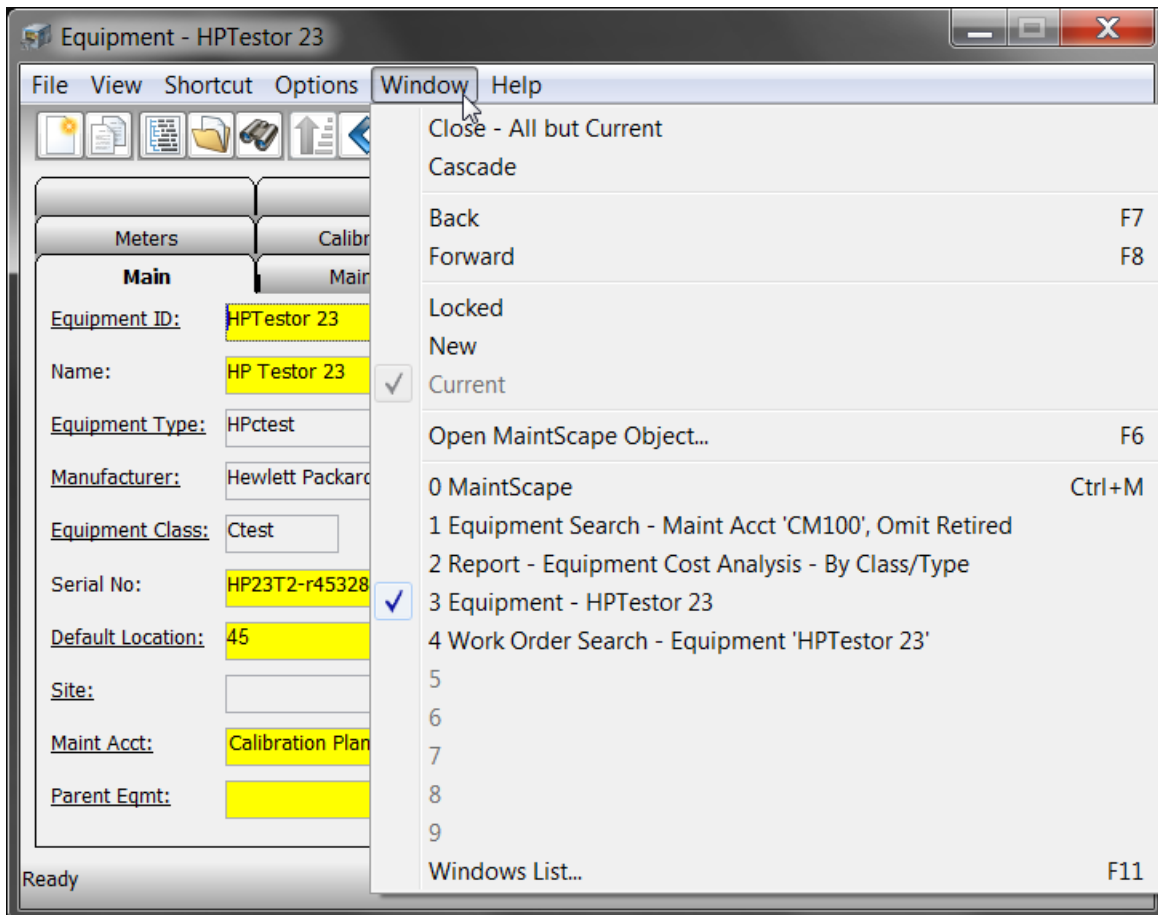 Equipment - HPTestor 23
File View Shortcut Options Window Help
Close - All but Current
Cascade
Back F7
Forward F8
Locked
New
Current
Open MaintScape Object... F6
0 MaintScape Ctrl+M
1 Equipment Search - Maint Acct 'CM100', Omit Retired
2 Report - Equipment Cost Analysis - By Class/Type
3 Equipment - HPTestor 23
4 Work Order Search - Equipment 'HPTestor 23'
5
6
7
8
9
Windows List... F11
Meters Calibr
Main Main
Equipment ID: HPTestor 23
Name: HP Testor 23
Equipment Type: HPctest
Manufacturer: Hewlett Packard
Equipment Class: Ctest
Serial No: HP23T2-r45328
Default Location: 45
Site:
Maint Acct: Calibration Plan
Parent Eqmt:
Ready